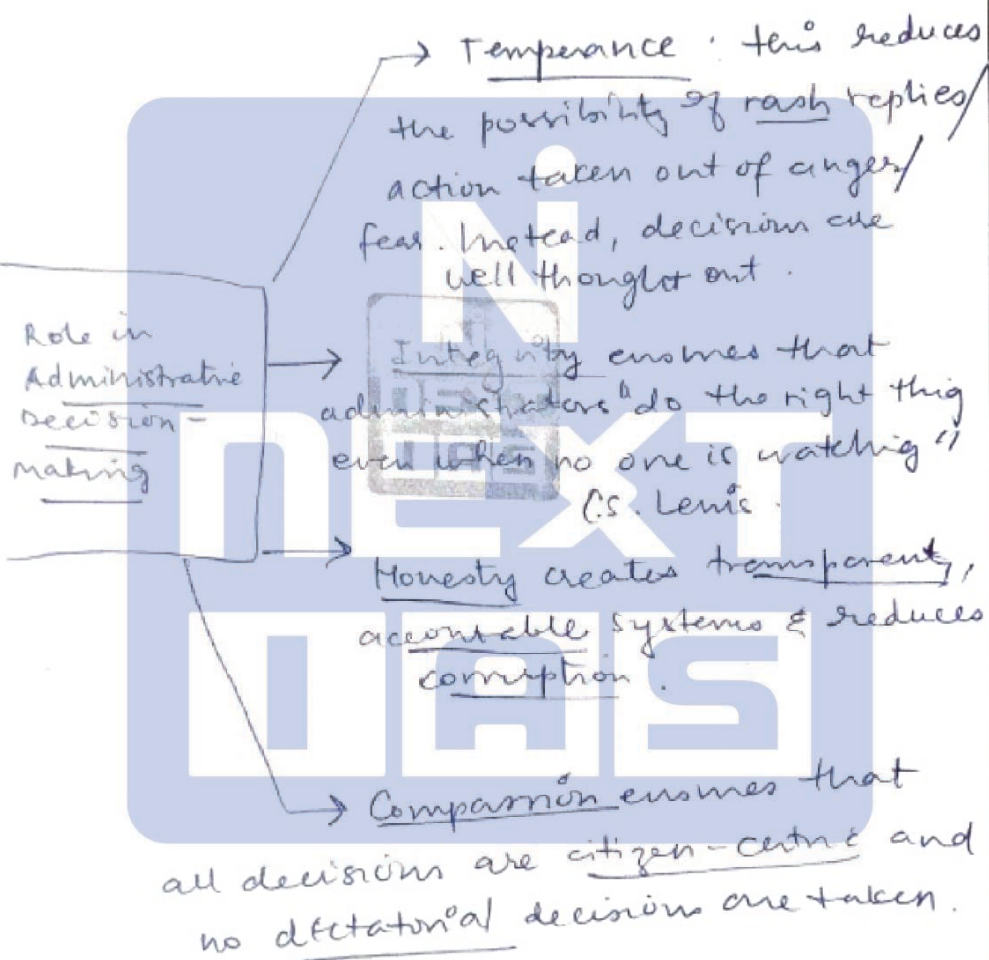 Temperance : this reduces
the possibility of rash replies/
action taken out of anger/
fear. Instead, decision are
well thought out.
Role in
Administrative
Decision-
making
Integrity ensures that
administrators "do the right thig
even when no one is watching"
C.S. Lewis.
Honesty creates transparent,
accountable systems & reduces
corruption.
Compassion ensures that
all decisions are citizen-centric and
no dictatorial decisions are taken.
NEXT
IAS